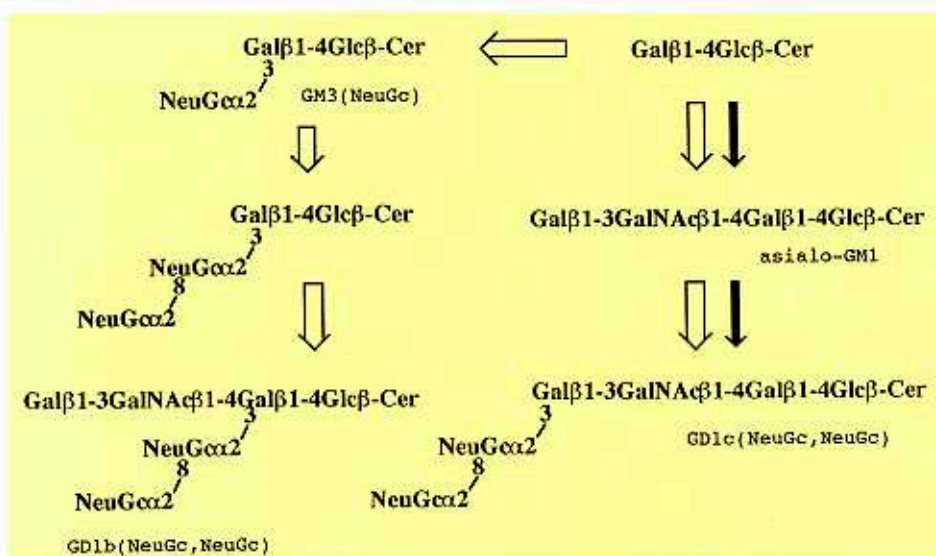 Galβ1-4Glcβ-Cer
3
NeuGcα2
GM3(NeuGc)
Galβ1-4Glcβ-Cer
Galβ1-4Glcβ-Cer
3
NeuGcα2
8
NeuGcα2
Galβ1-3GalNAcβ1-4Galβ1-4Glcβ-Cer
asialo-GM1
Galβ1-3GalNAcβ1-4Galβ1-4Glcβ-Cer
3
NeuGcα2
8
NeuGcα2
GD1b(NeuGc,NeuGc)
Galβ1-3GalNAcβ1-4Galβ1-4Glcβ-Cer
3
GD1c(NeuGc,NeuGc)
NeuGcα2
8
NeuGcα2